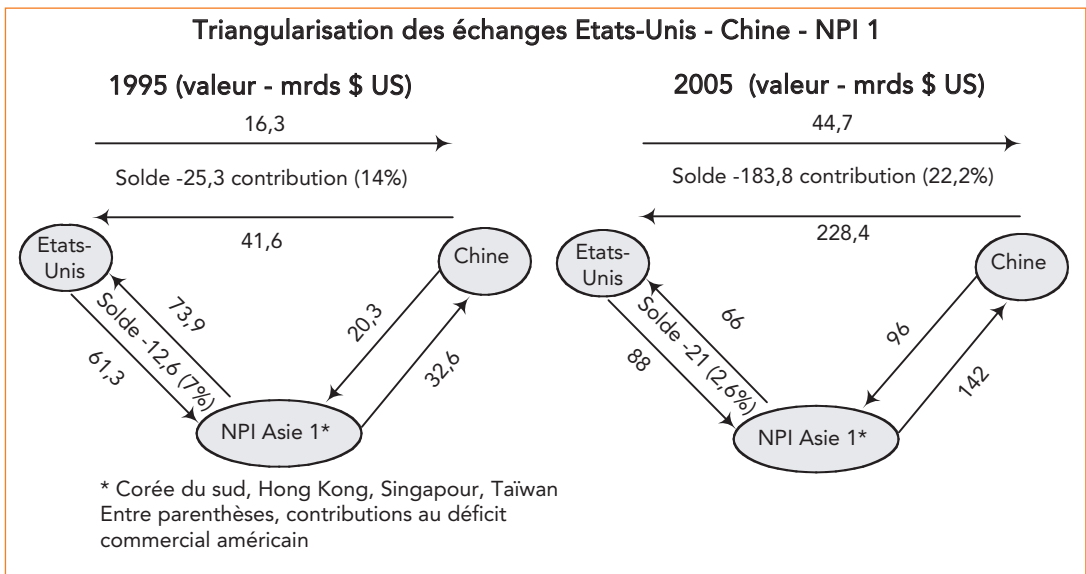 Triangularisation des échanges Etats-Unis - Chine - NPI 1
1995 (valeur - mrds $ US)
16,3
Solde -25,3 contribution (14%)
41,6
Etats-
Unis
Chine
73,9
Solde -12,6 (7%)
61,3
20,3
32,6
NPI Asie 1*
* Corée du sud, Hong Kong, Singapour, Taïwan
Entre parenthèses, contributions au déficit
commercial américain
2005 (valeur - mrds $ US)
44,7
Solde -183,8 contribution (22,2%)
228,4
Etats-
Unis
Chine
66
Solde -21 (2,6%)
88
96
142
NPI Asie 1*